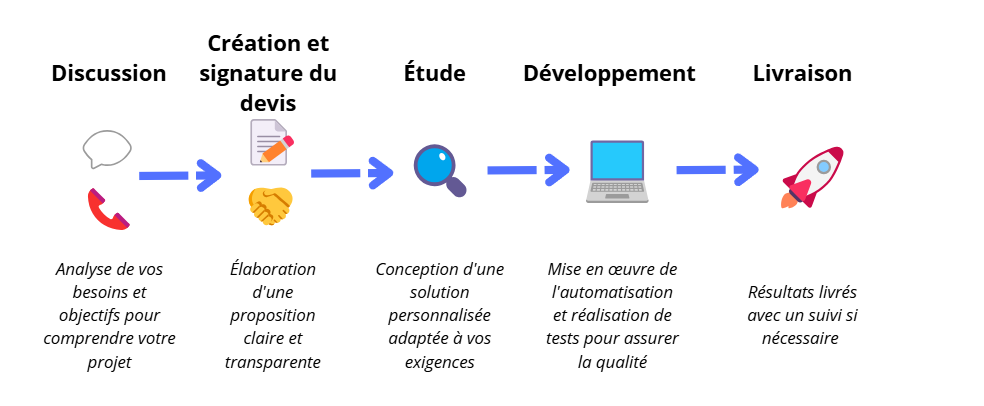 Discussion
Création et
signature du
devis
Étude
Développement
Livraison
Analyse de vos
besoins et
objectifs pour
comprendre votre
projet
Élaboration
d'une
proposition
claire et
transparente
Conception d'une
solution
personnalisée
adaptée à vos
exigences
Mise en œuvre de
l'automatisation
et réalisation de
tests pour assurer
la qualité
Résultats livrés
avec un suivi si
nécessaire